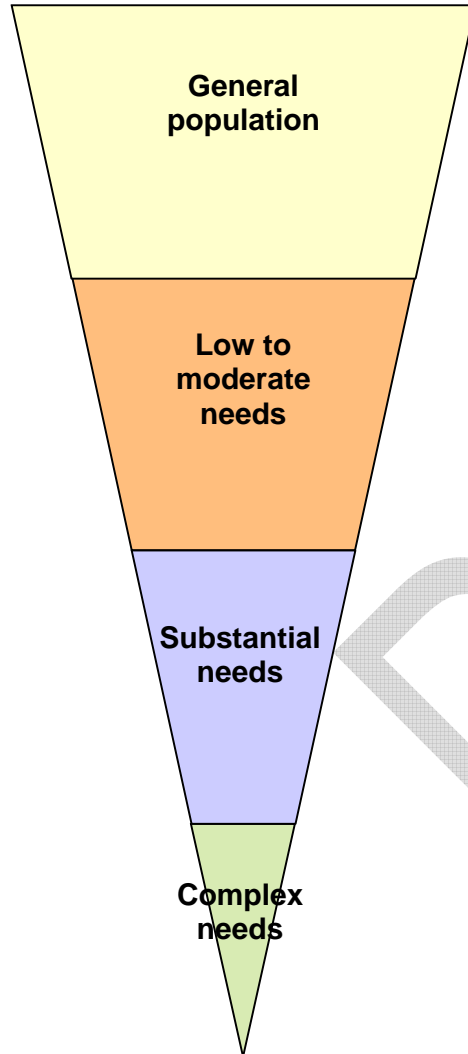 General
population
Low to
moderate
needs
Substantial
needs
Complex
needs